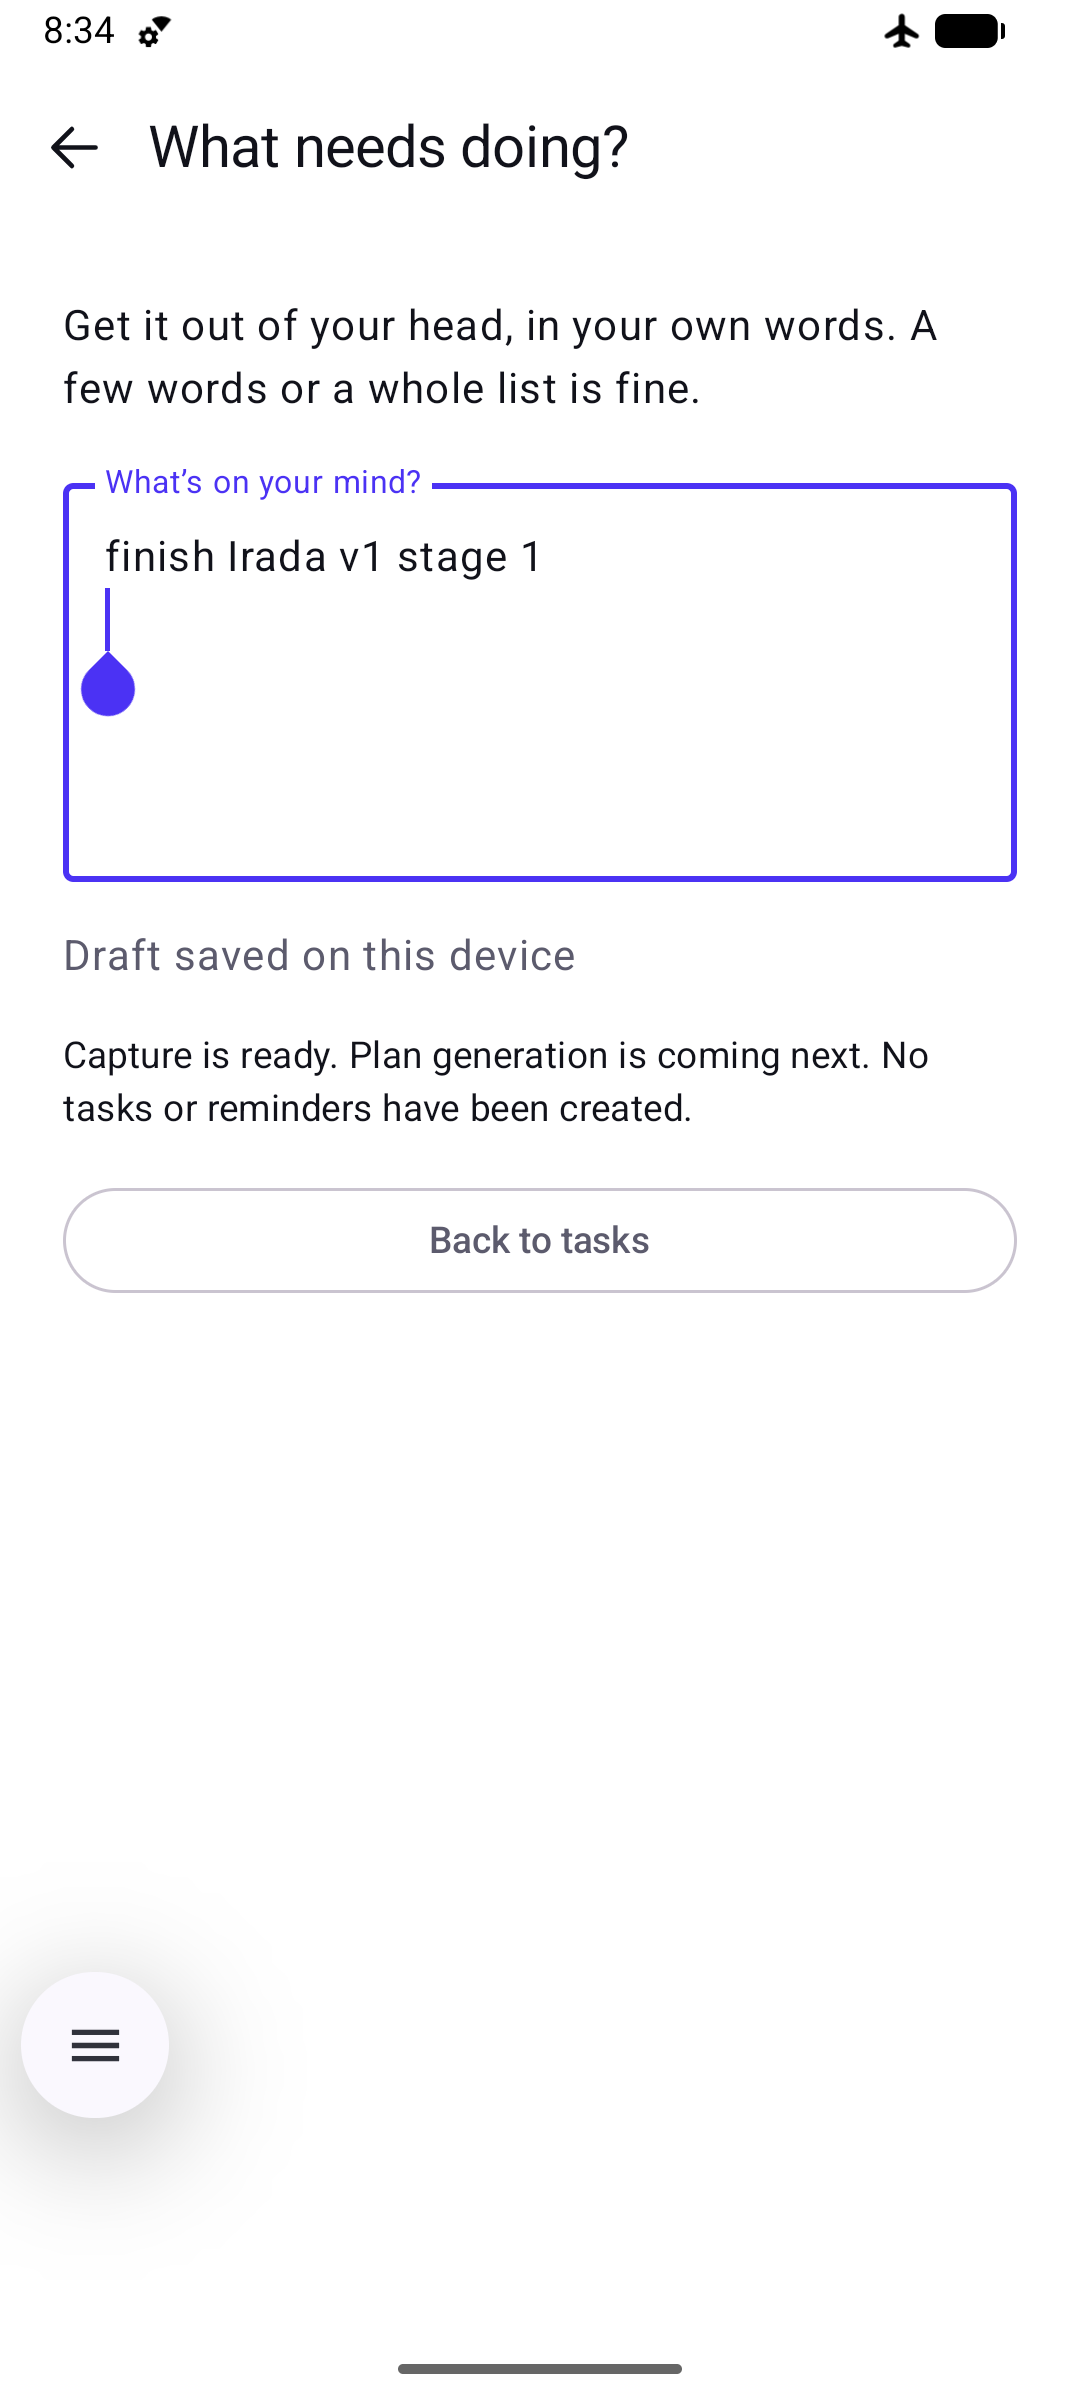 8:34
What needs doing?
Get it out of your head, in your own words. A
few words or a whole list is fine.
What’s on your mind?
finish Irada v1 stage 1
Draft saved on this device
Capture is ready. Plan generation is coming next. No
tasks or reminders have been created.
Back to tasks